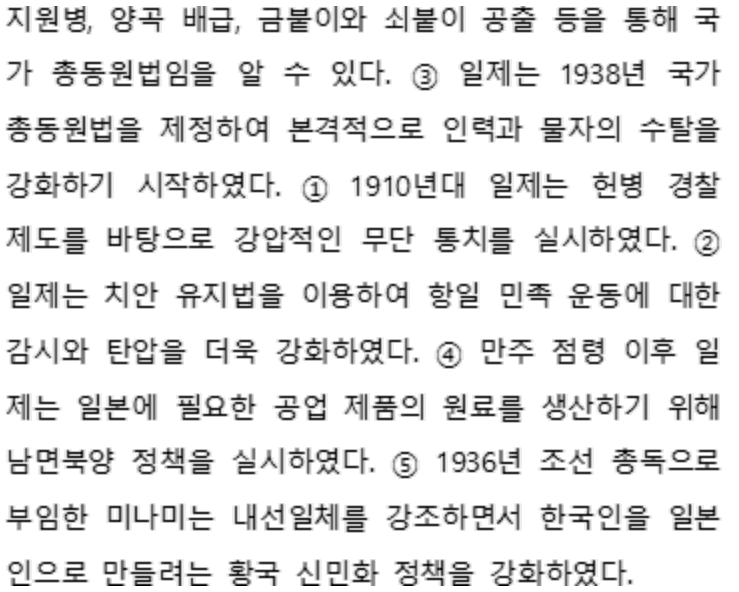 지원병, 양곡 배급, 금붙이와 쇠붙이 공출 등을 통해 국
가 총동원법임을 알 수 있다. ③ 일제는 1938년 국가
총동원법을 제정하여 본격적으로 인력과 물자의 수탈을
강화하기 시작하였다. ① 1910년대 일제는 헌병 경찰
제도를 바탕으로 강압적인 무단 통치를 실시하였다. ②
일제는 치안 유지법을 이용하여 항일 민족 운동에 대한
감시와 탄압을 더욱 강화하였다. ④ 만주 점령 이후 일
제는 일본에 필요한 공업 제품의 원료를 생산하기 위해
남면북양 정책을 실시하였다. ⑤ 1936년 조선 총독으로
부임한 미나미는 내선일체를 강조하면서 한국인을 일본
인으로 만들려는 황국 신민화 정책을 강화하였다.